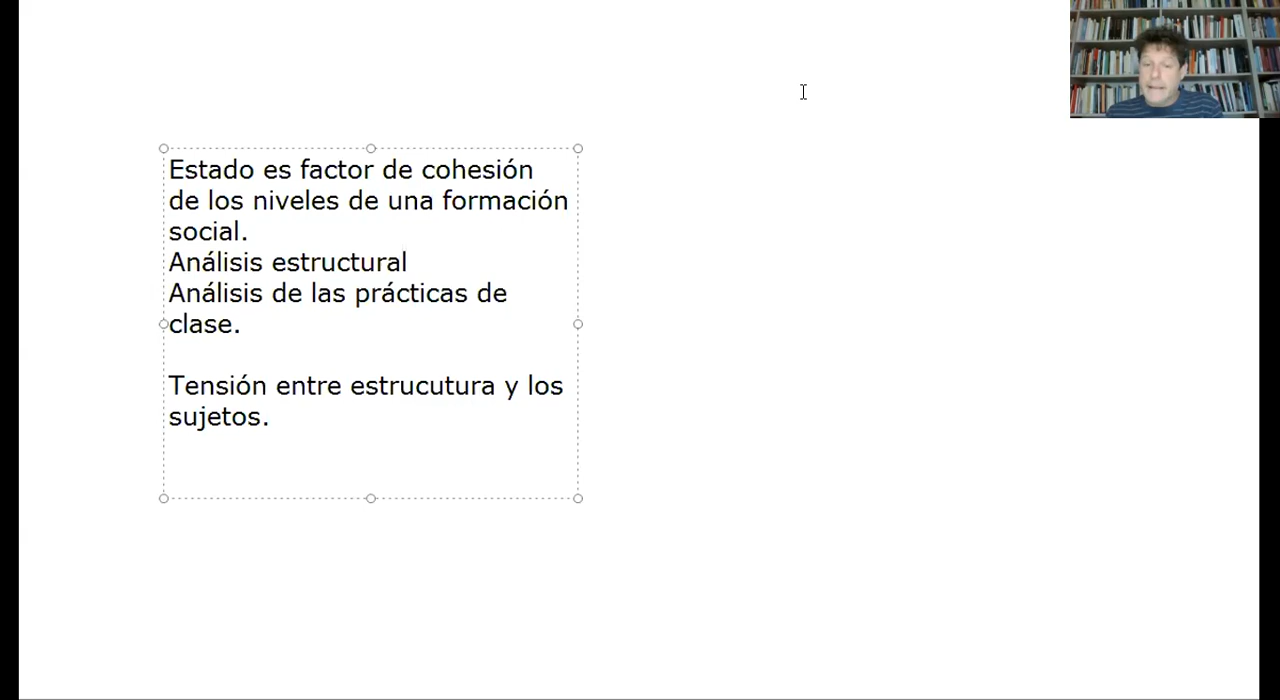 Estado es factor de cohesión
de los niveles de una formación
social.
Análisis estructural
Análisis de las prácticas de
clase.
Tensión entre estrucutura y los
sujetos.